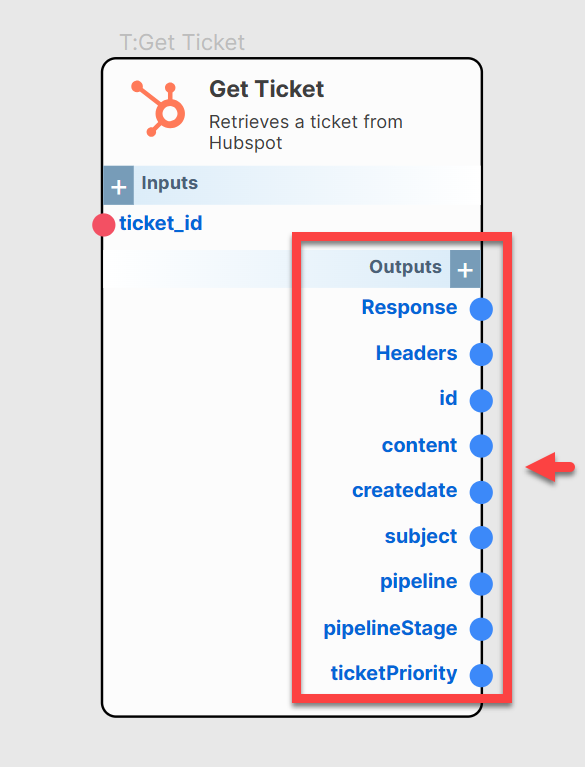 T:Get Ticket
Get Ticket
Retrieves a ticket from
Hubspot
+ Inputs
ticket_id
Outputs +
Response
Headers
id
content
createdate
subject
pipeline
pipelineStage
ticketPriority